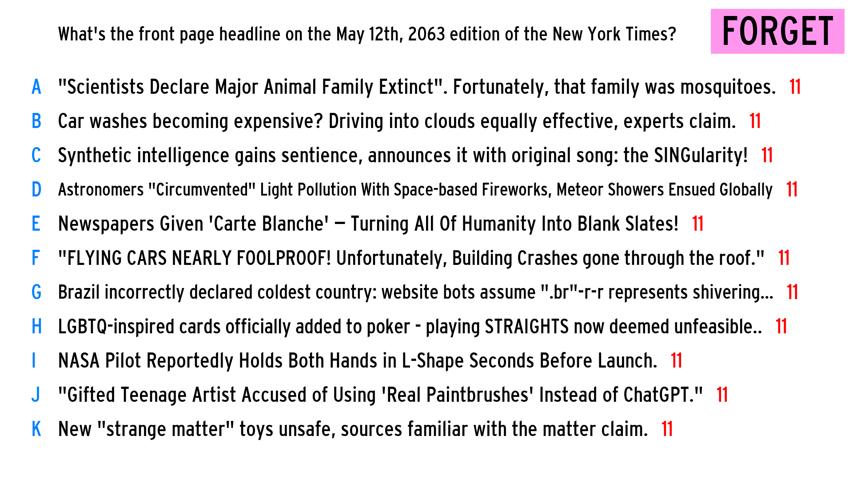 What's the front page headline on the May 12th, 2063 edition of the New York Times?
FORGET
A "Scientists Declare Major Animal Family Extinct". Fortunately, that family was mosquitoes. 11
B Car washes becoming expensive? Driving into clouds equally effective, experts claim. 11
C Synthetic intelligence gains sentience, announces it with original song: the SINGularity! 11
D Astronomers "Circumvented" Light Pollution With Space-based Fireworks, Meteor Showers Ensued Globally 11
E Newspapers Given 'Carte Blanche' – Turning All Of Humanity Into Blank Slates! 11
F "FLYING CARS NEARLY FOOLPROOF! Unfortunately, Building Crashes gone through the roof." 11
G Brazil incorrectly declared coldest country: website bots assume ".br"-r-r represents shivering... 11
H LGBTQ-inspired cards officially added to poker - playing STRAIGHTS now deemed unfeasible.. 11
I NASA Pilot Reportedly Holds Both Hands in L-Shape Seconds Before Launch. 11
J "Gifted Teenage Artist Accused of Using 'Real Paintbrushes' Instead of ChatGPT." 11
K New "strange matter" toys unsafe, sources familiar with the matter claim. 11